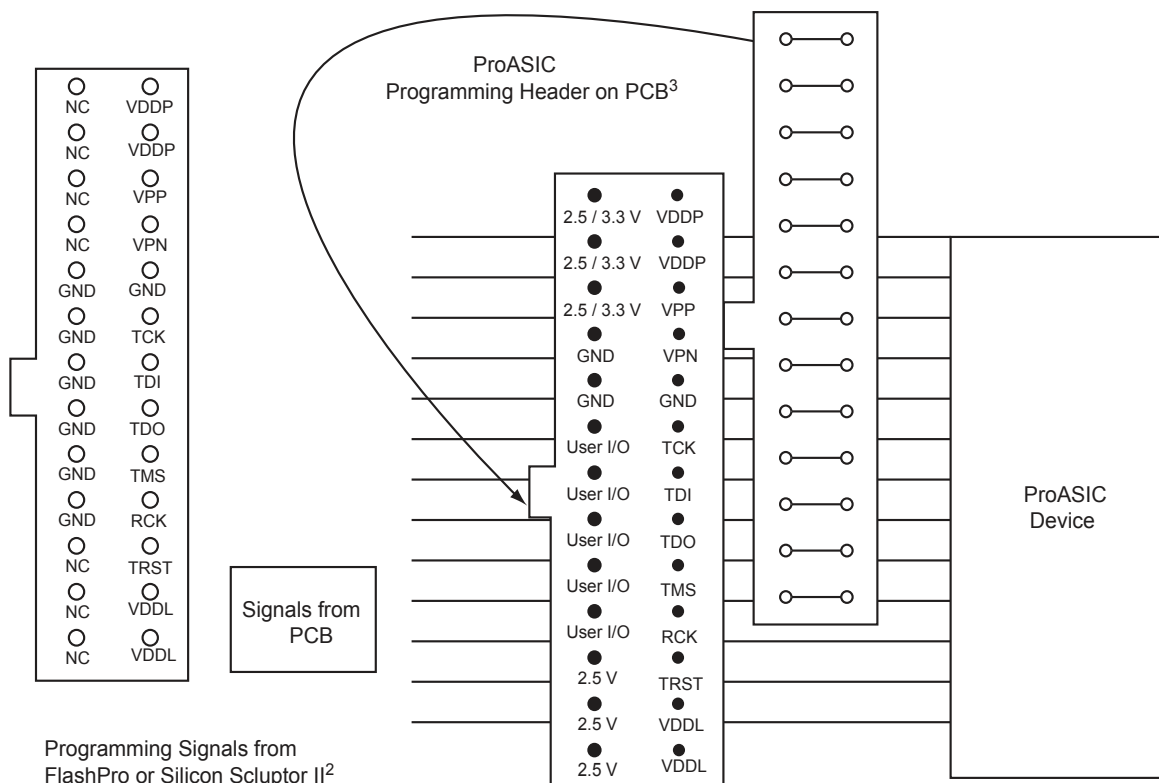 ProASIC
Programming Header on PCB3
NC VDDP
NC VDDP
NC VPP
NC VPN
GND GND
GND TCK
GND TDI
GND TDO
GND TMS
GND RCK
NC TRST
NC VDDL
NC VDDL
Programming Signals from
FlashPro or Silicon Scluptor II2
Signals from
PCB
2.5 / 3.3 V VDDP
2.5 / 3.3 V VDDP
2.5 / 3.3 V VPP
GND VPN
GND GND
User I/O TCK
User I/O TDI
User I/O TDO
User I/O TMS
User I/O RCK
2.5 V TRST
2.5 V VDDL
2.5 V VDDL
ProASIC
Device